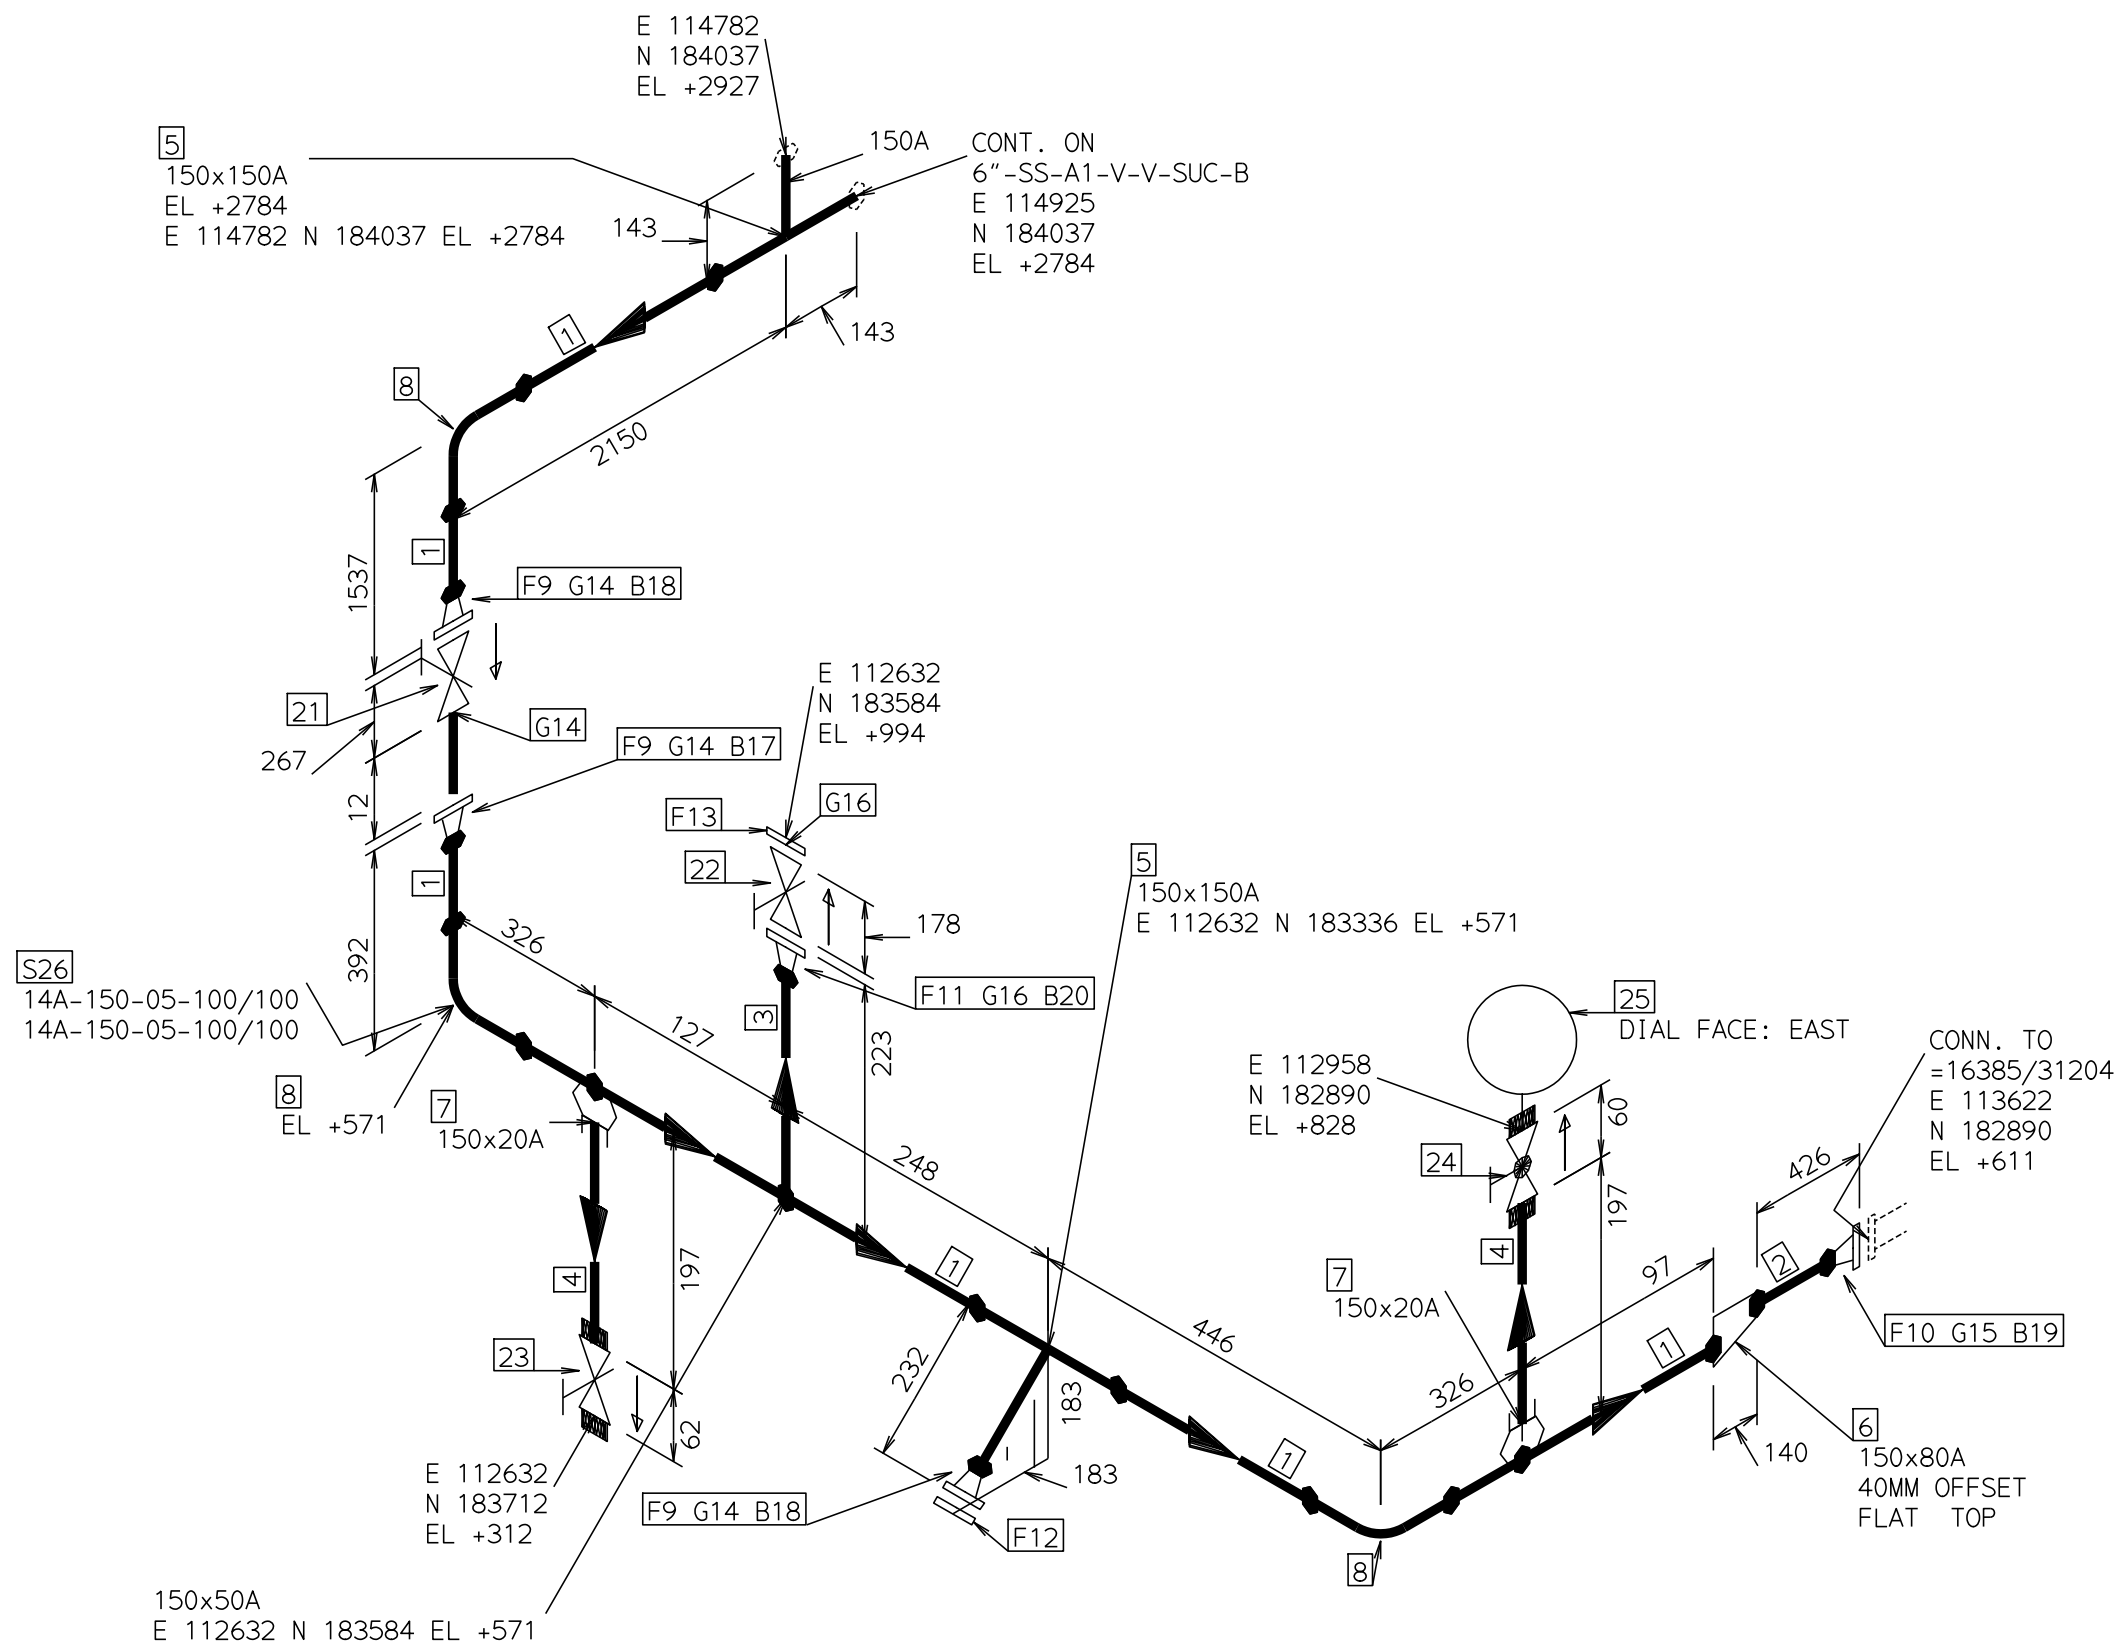 E 114782
N 184037
EL +2927
5
150x150A
EL +2784
E 114782 N 184037 EL +2784
150A
CONT. ON
6"-SS-A1-V-V-SUC-B
E 114925
N 184037
EL +2784
143
143
1
8
2150
1
1537
F9 G14 B18
21
G14
267
F9 G14 B17
12
E 112632
N 183584
EL +994
F13
G16
22
178
1
326
392
S26
14A-150-05-100/100
14A-150-05-100/100
5
150x150A
E 112632 N 183336 EL +571
F11 G16 B20
3
127
223
25
DIAL FACE: EAST
CONN. TO
=16385/31204
E 113622
N 182890
EL +611
E 112958
N 182890
EL +828
60
8
EL +571
7
150x20A
248
24
426
197
4
197
4
1
97
2
7
150x20A
F10 G15 B19
23
62
232
183
446
326
1
6
150x80A
40MM OFFSET
FLAT TOP
140
183
1
E 112632
N 183712
EL +312
F9 G14 B18
F12
8
150x50A
E 112632 N 183584 EL +571